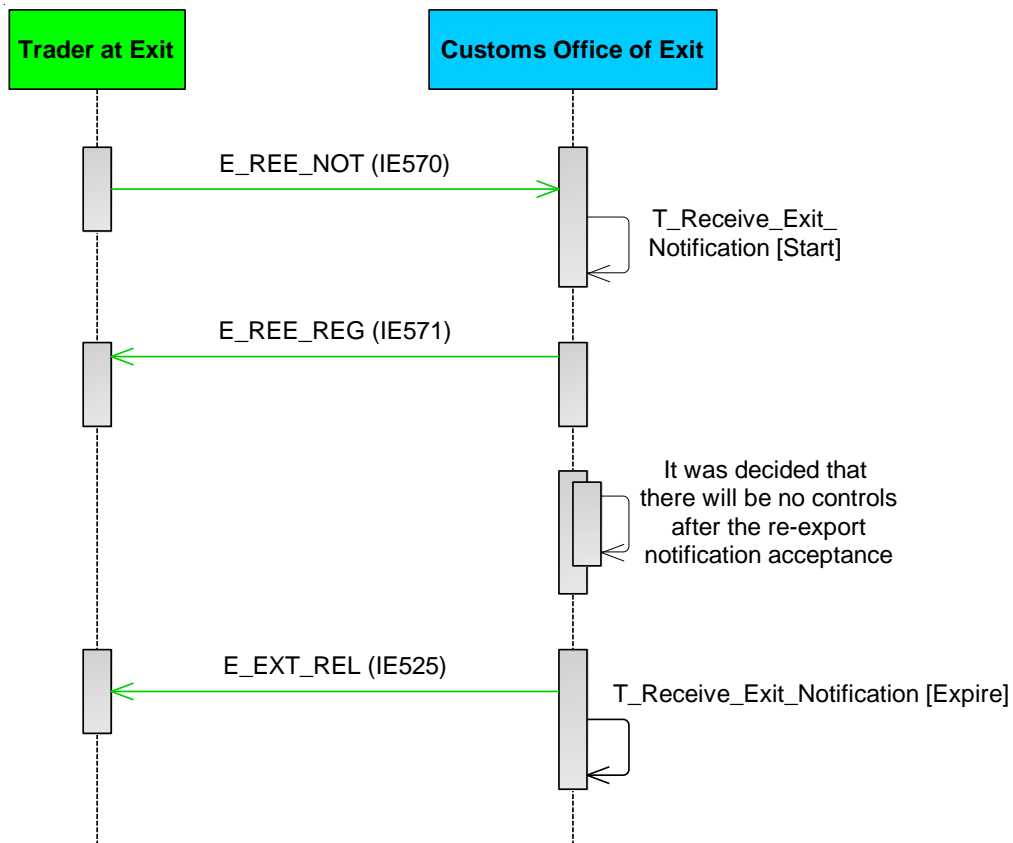 Trader at Exit
Customs Office of Exit
E_REE_NOT (IE570)
T_Receive_Exit_
Notification [Start]
E_REE_REG (IE571)
It was decided that
there will be no controls
after the re-export
notification acceptance
E_EXT_REL (IE525)
T_Receive_Exit_Notification [Expire]